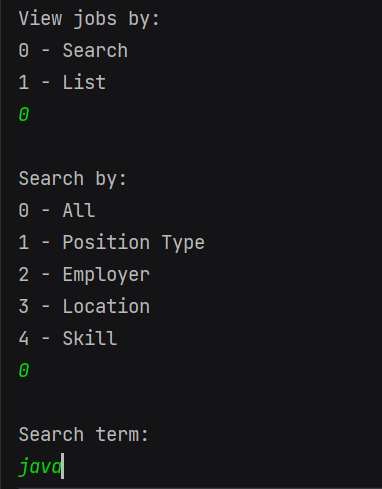 View jobs by:
0 - Search
1 - List
0
Search by:
0 - All
1 - Position Type
2 - Employer
3 - Location
4 - Skill
0
Search term:
java